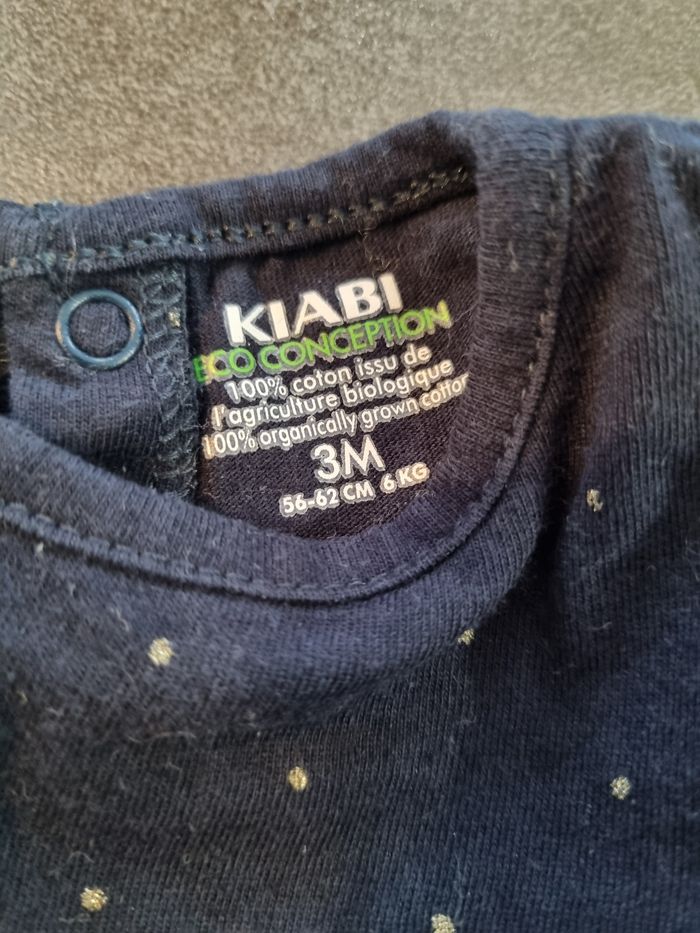 KIABI
ECO CONCEPTION
100% coton issu de
l'agriculture biologique
100% organically grown cotton
3M
56-62 CM 6 KG